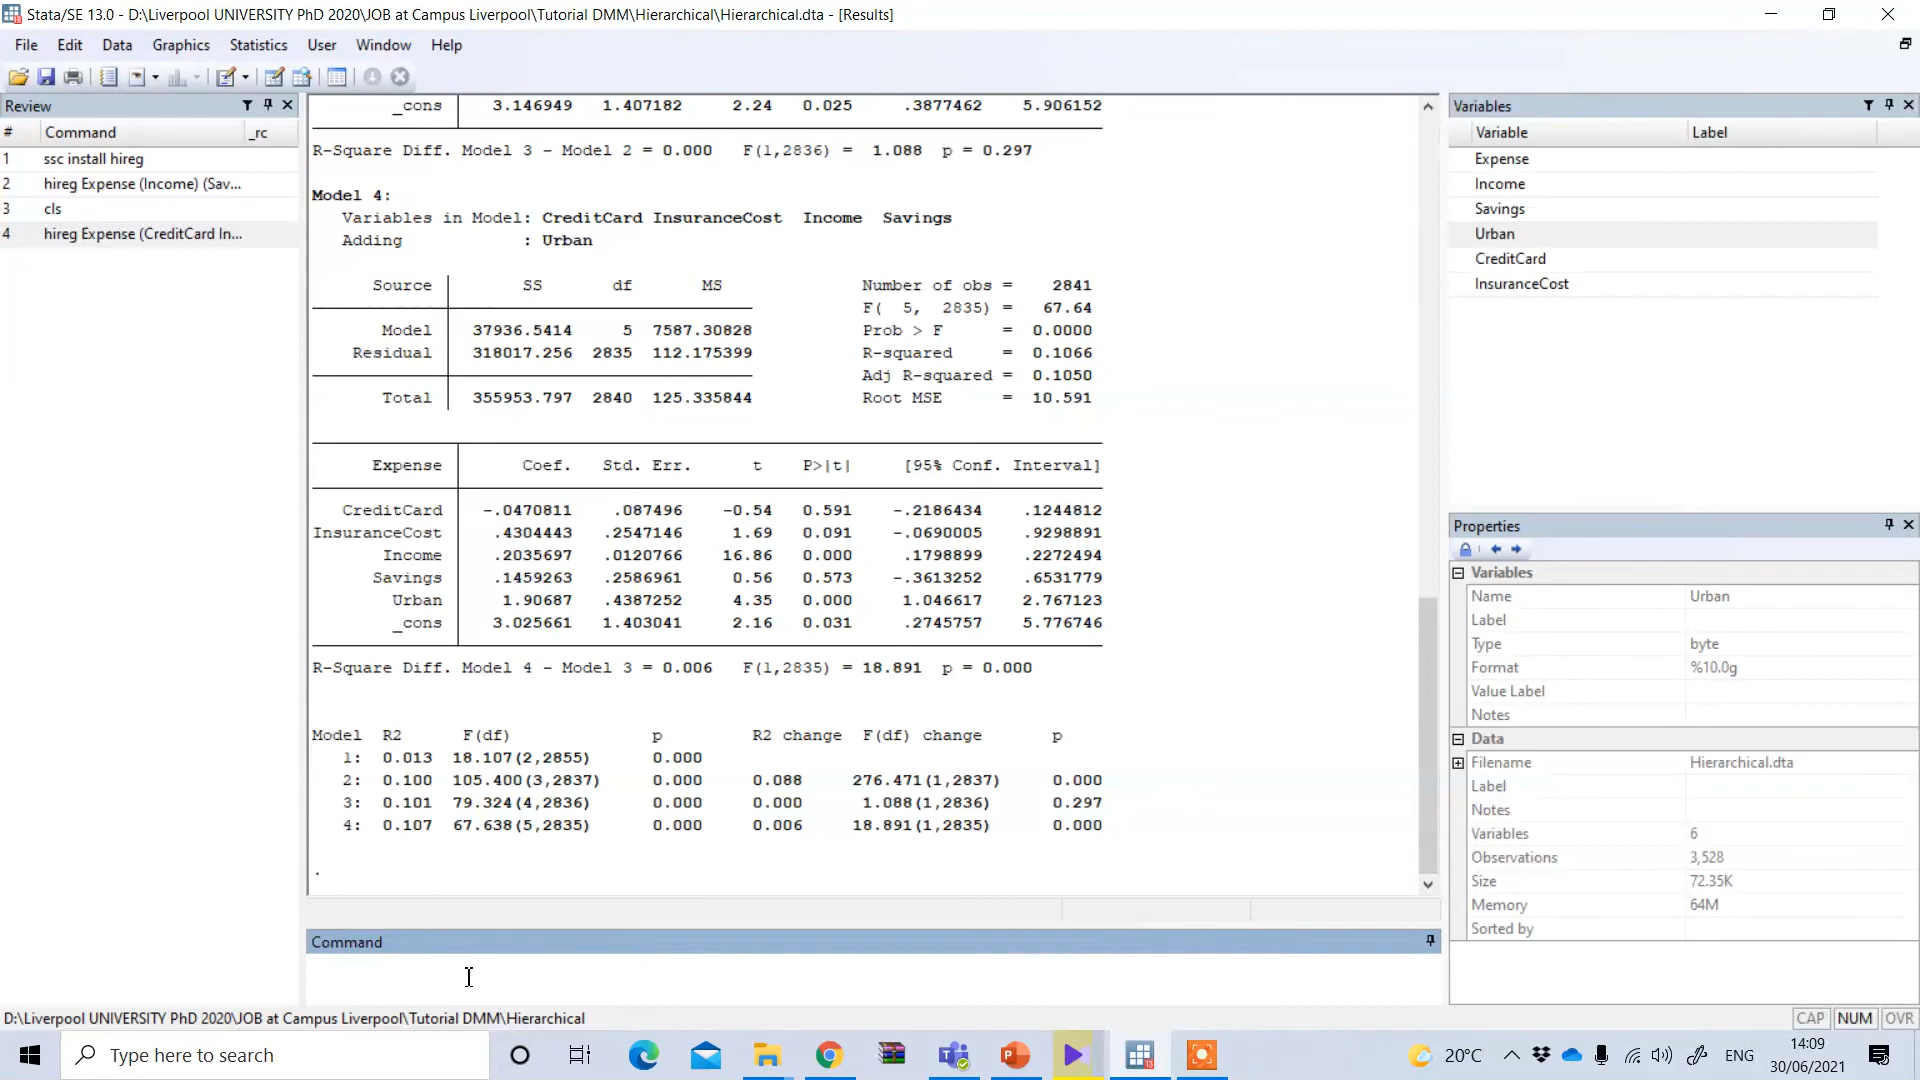 Stata/SE 13.0 - D:\Liverpool UNIVERSITY PhD 2020\JOB at Campus Liverpool\Tutorial DMM\Hierarchical\Hierarchical.dta - [Results]
File Edit Data Graphics Statistics User Window Help
Review
# Command _rc
1 ssc install hireg
2 hireg Expense (Income) (Sav...
3 cls
4 hireg Expense (CreditCard In...
_cons 3.146949 1.407182 2.24 0.025 .3877462 5.906152
R-Square Diff. Model 3 - Model 2 = 0.000 F(1,2836) = 1.088 p = 0.297
Model 4:
Variables in Model: CreditCard InsuranceCost Income Savings
Adding : Urban
Source SS df MS
Model 37936.5414 5 7587.30828
Residual 318017.256 2835 112.175399
Total 355953.797 2840 125.335844
Number of obs = 2841
F( 5, 2835) = 67.64
Prob > F = 0.0000
R-squared = 0.1066
Adj R-squared = 0.1050
Root MSE = 10.591
Expense Coef. Std. Err. t P>|t| [95% Conf. Interval]
CreditCard -.0470811 .087496 -0.54 0.591 -.2186434 .1244812
InsuranceCost .4304443 .2547146 1.69 0.091 -.0690005 .9298891
Income .2035697 .0120766 16.86 0.000 .1798899 .2272494
Savings .1459263 .2586961 0.56 0.573 -.3613252 .6531779
Urban 1.90687 .4387252 4.35 0.000 1.046617 2.767123
_cons 3.025661 1.403041 2.16 0.031 .2745757 5.776746
R-Square Diff. Model 4 - Model 3 = 0.006 F(1,2835) = 18.891 p = 0.000
Model R2 F(df) p R2 change F(df) change p
1: 0.013 18.107(2,2855) 0.000
2: 0.100 105.400(3,2837) 0.000 0.088 276.471(1,2837) 0.000
3: 0.101 79.324(4,2836) 0.000 0.000 1.088(1,2836) 0.297
4: 0.107 67.638(5,2835) 0.000 0.006 18.891(1,2835) 0.000
.
Command
Variables
Variable Label
Expense
Income
Savings
Urban
CreditCard
InsuranceCost
Properties
Variables
Name Urban
Label
Type byte
Format %10.0g
Value Label
Notes
Data
Filename Hierarchical.dta
Label
Notes
Variables 6
Observations 3,528
Size 72.35K
Memory 64M
Sorted by
D:\Liverpool UNIVERSITY PhD 2020\JOB at Campus Liverpool\Tutorial DMM\Hierarchical
CAP NUM OVR
Type here to search
20°C
ENG
14:09
30/06/2021